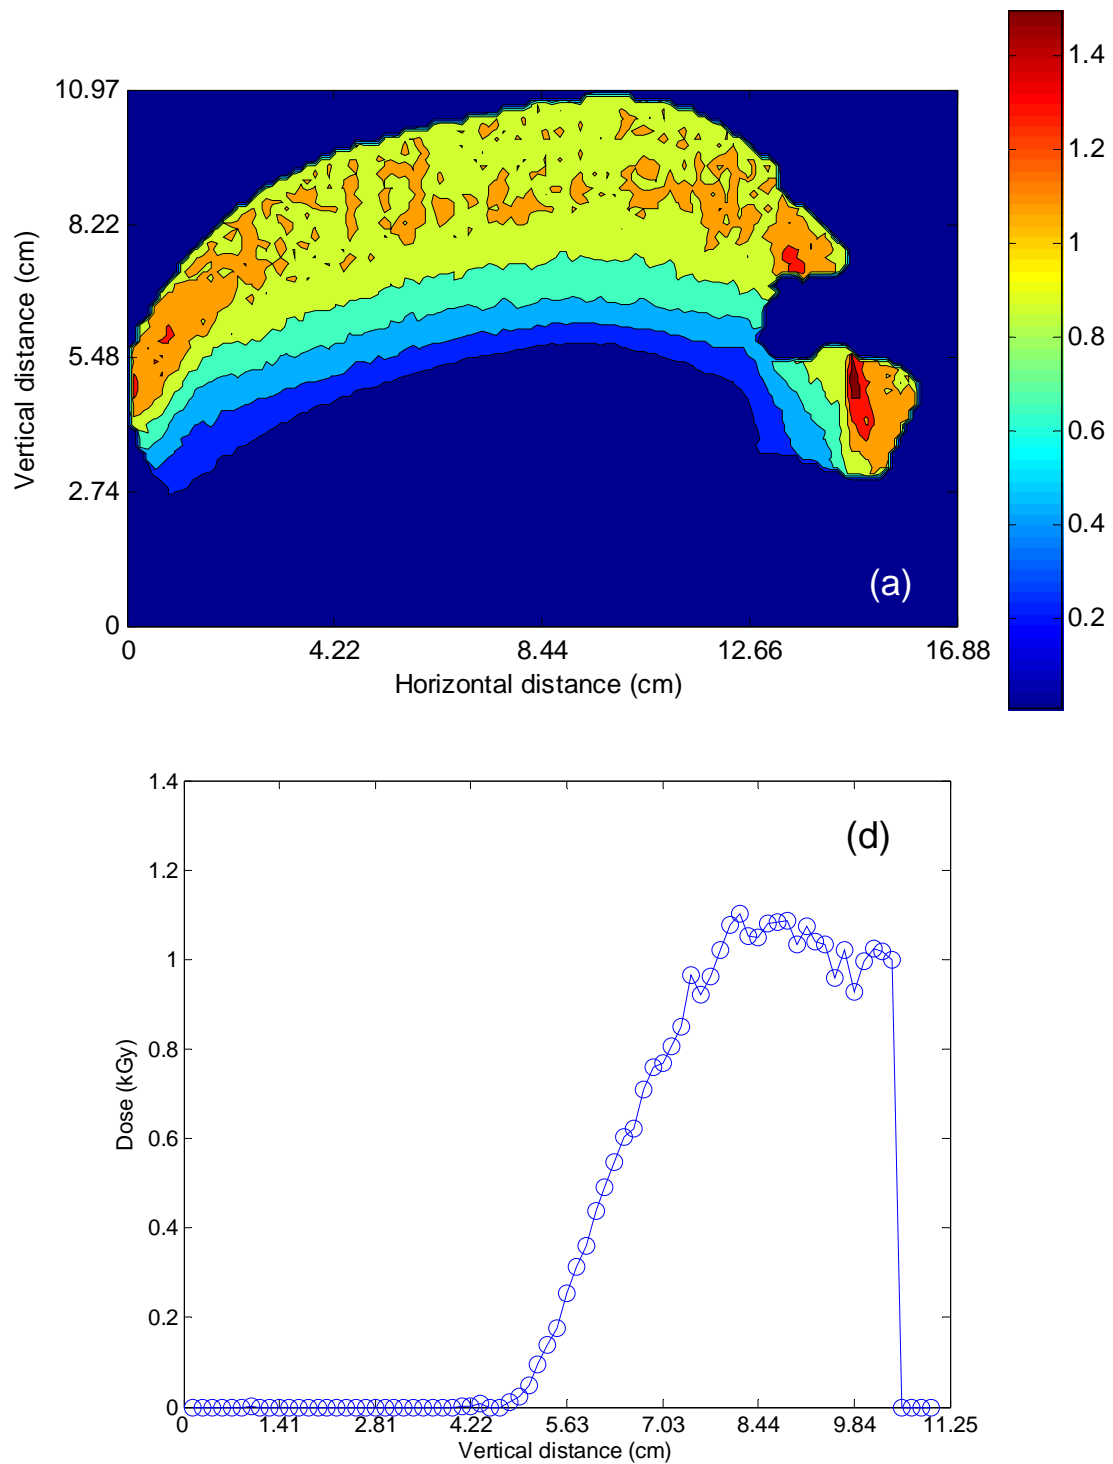 1.4
10.97
1.2
8.22
1
Vertical distance (cm)
0.8
5.48
0.6
2.74
0.4
(a)
0.2
0
0 4.22 8.44 12.66 16.88
Horizontal distance (cm)
1.4
(d)
1.2
1
0.8
Dose (kGy)
0.6
0.4
0.2
0
0 1.41 2.81 4.22 5.63 7.03 8.44 9.84 11.25
Vertical distance (cm)